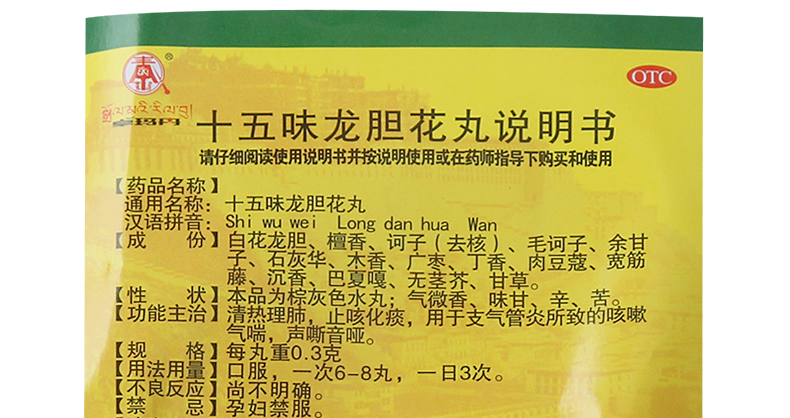 OTC
卓玛丹
十五味龙胆花丸说明书
请仔细阅读使用说明书并按说明使用或在药师指导下购买和使用
【药品名称】
通用名称：十五味龙胆花丸
汉语拼音：Shi wu wei Long dan hua Wan
【成 份】白花龙胆、檀香、诃子（去核）、毛诃子、余甘
子、石灰华、木香、广枣、丁香、肉豆蔻、宽筋
藤、沉香、巴夏嘎、无茎芥、甘草。
【性 状】本品为棕灰色水丸；气微香、味甘、辛、苦。
【功能主治】清热理肺，止咳化痰，用于支气管炎所致的咳嗽
气喘，声嘶音哑。
【规 格】每丸重0.3克
【用法用量】口服，一次6-8丸，一日3次。
【不良反应】尚不明确。
【禁 忌】孕妇禁服。